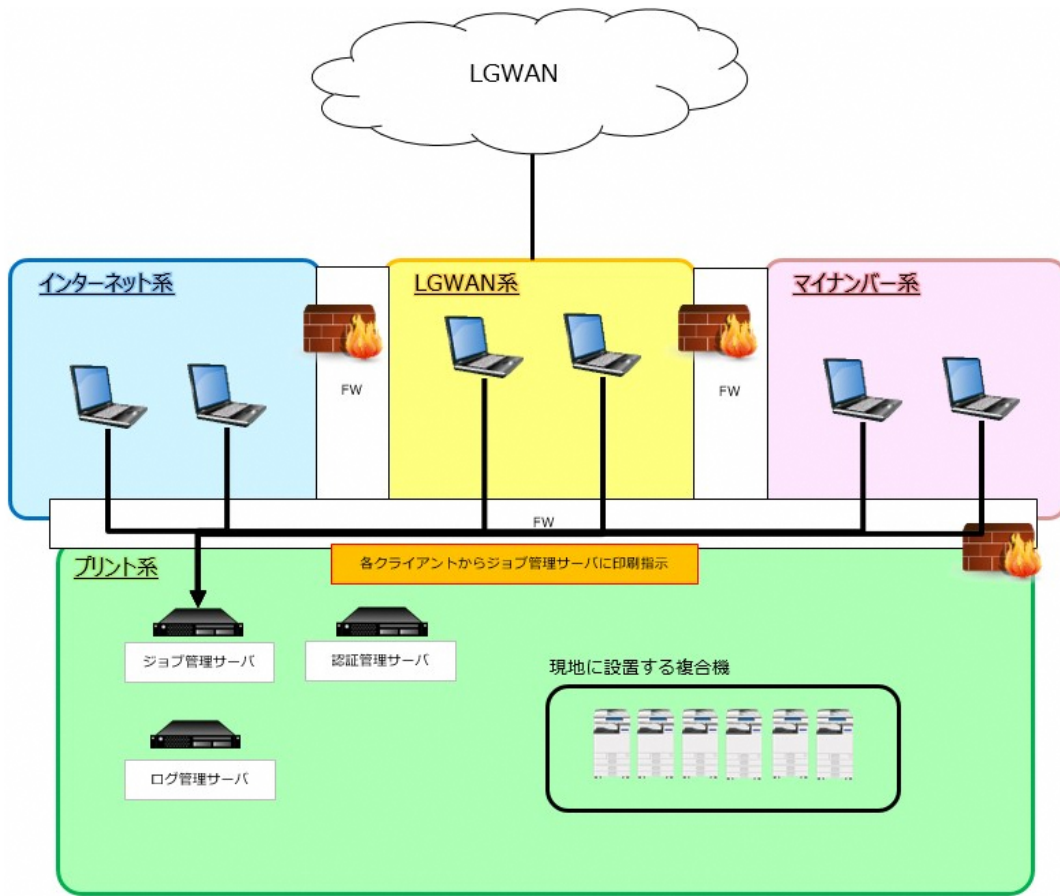 LGWAN
インターネット系
LGWAN系
マイナンバー系
FW
FW
FW
各クライアントからジョブ管理サーバに印刷指示
プリント系
ジョブ管理サーバ
認証管理サーバ
現地に設置する複合機
ログ管理サーバ